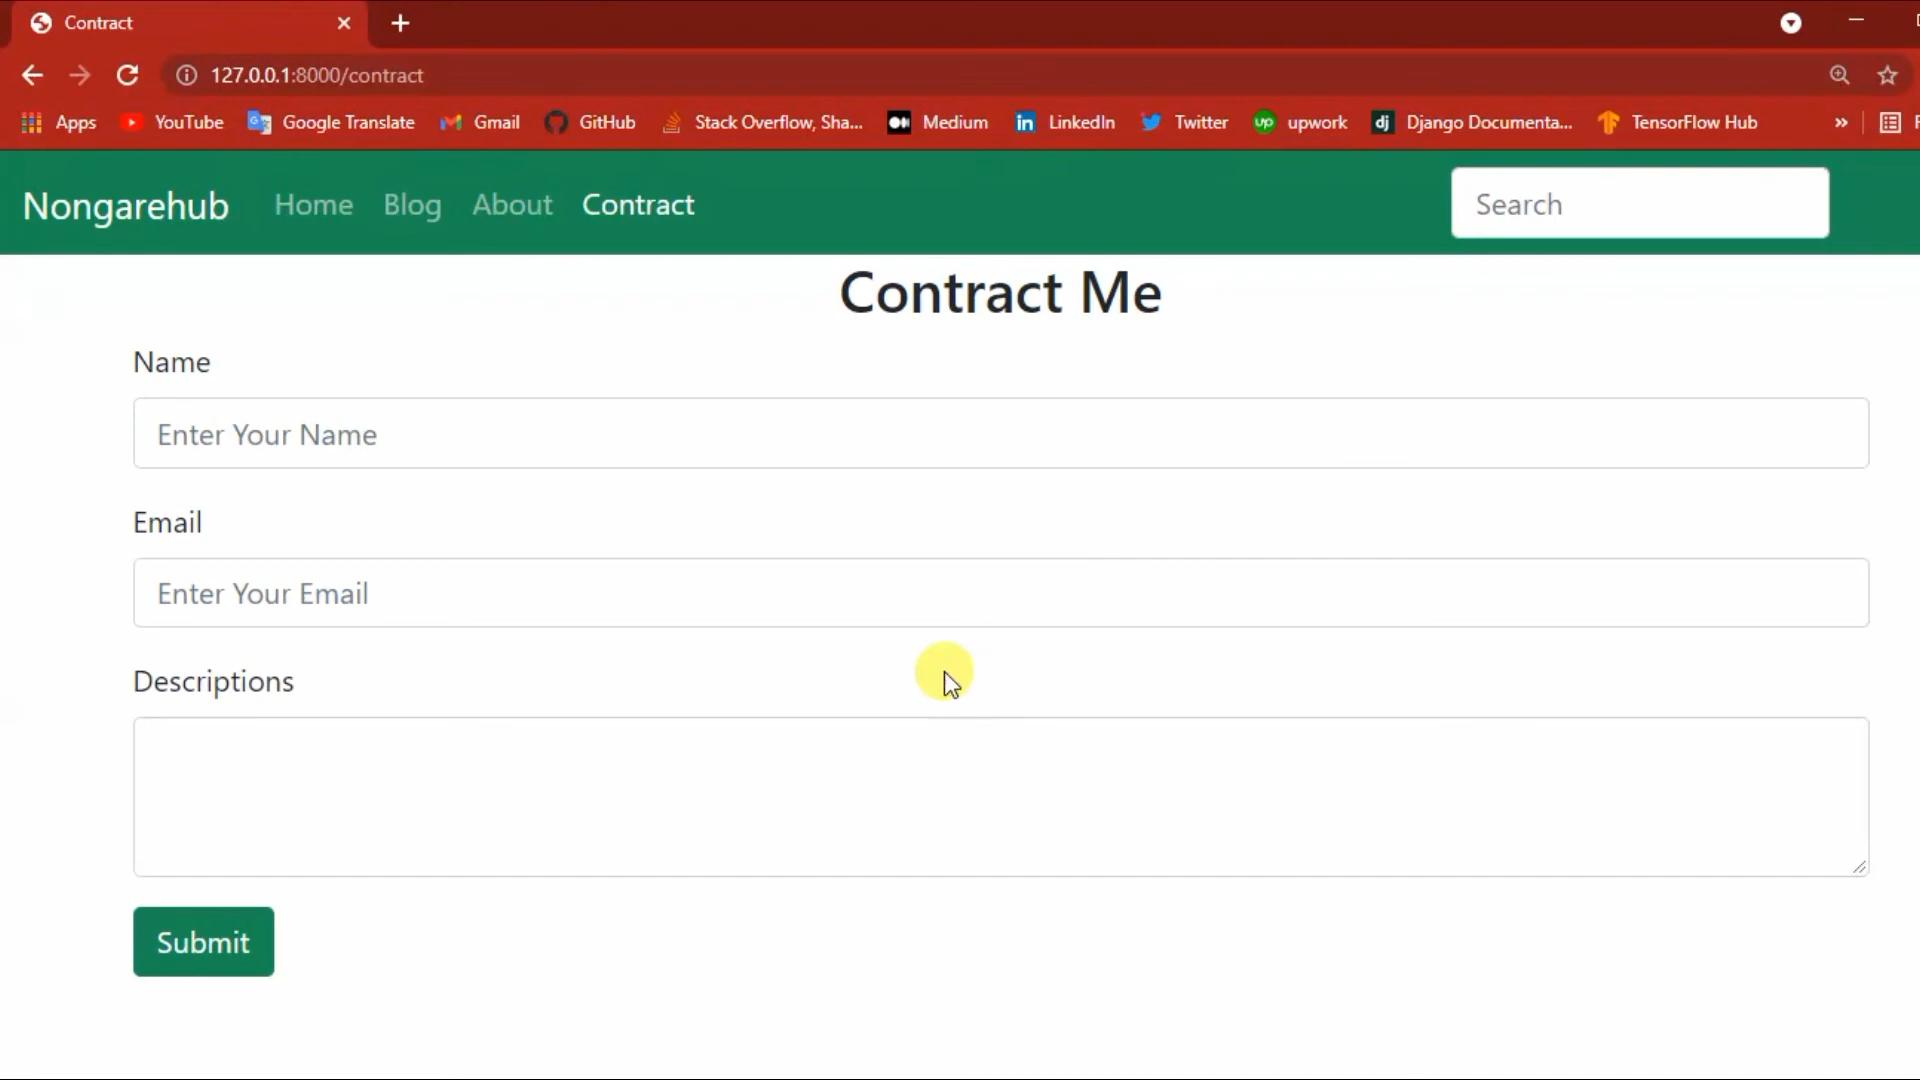 Contract
127.0.0.1:8000/contract
Apps YouTube Google Translate Gmail GitHub Stack Overflow, Sha... Medium LinkedIn Twitter upwork Django Documenta... TensorFlow Hub »
Nongarehub Home Blog About Contract Search
Contract Me
Name
Enter Your Name
Email
Enter Your Email
Descriptions
Submit